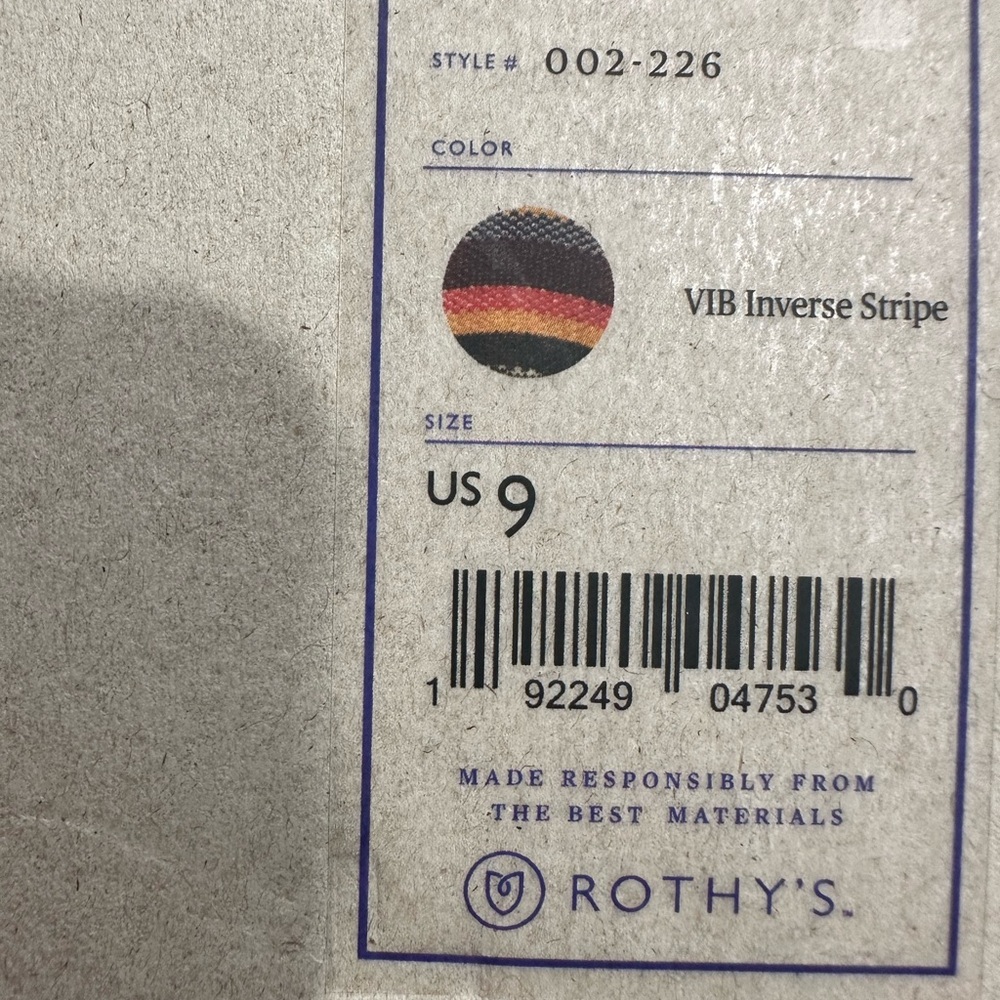 STYLE # 002-226
COLOR
VIB Inverse Stripe
SIZE
US 9
1 92249 04753 0
MADE RESPONSIBLY FROM
THE BEST MATERIALS
ROTHY'S™